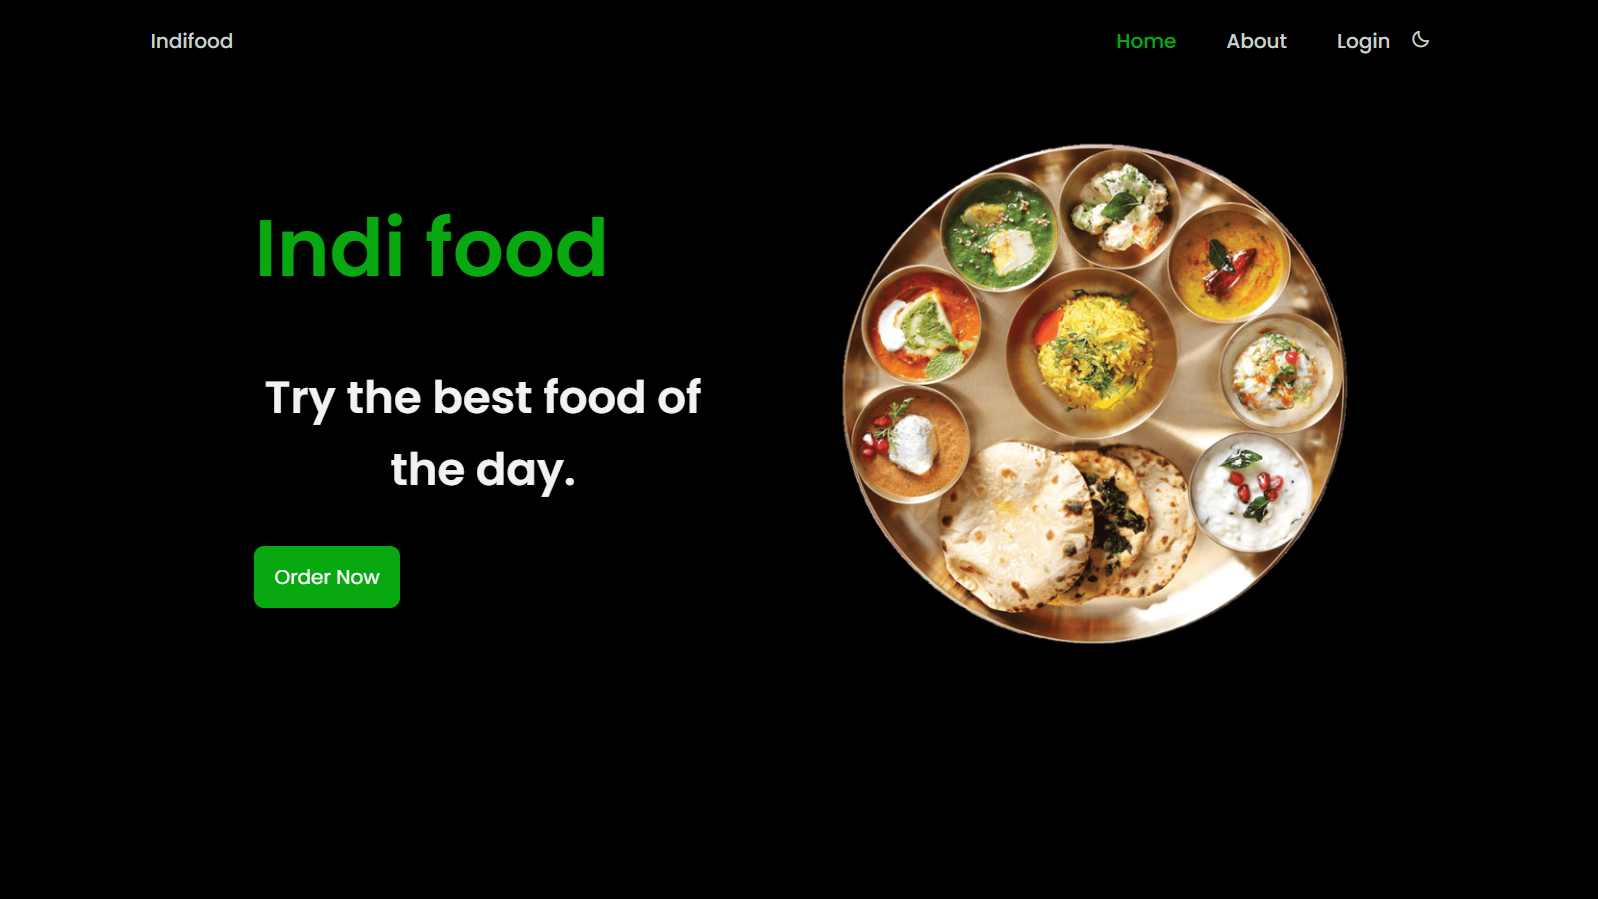 Indifood
Home
About
Login
Indi food
Try the best food of
the day.
Order Now